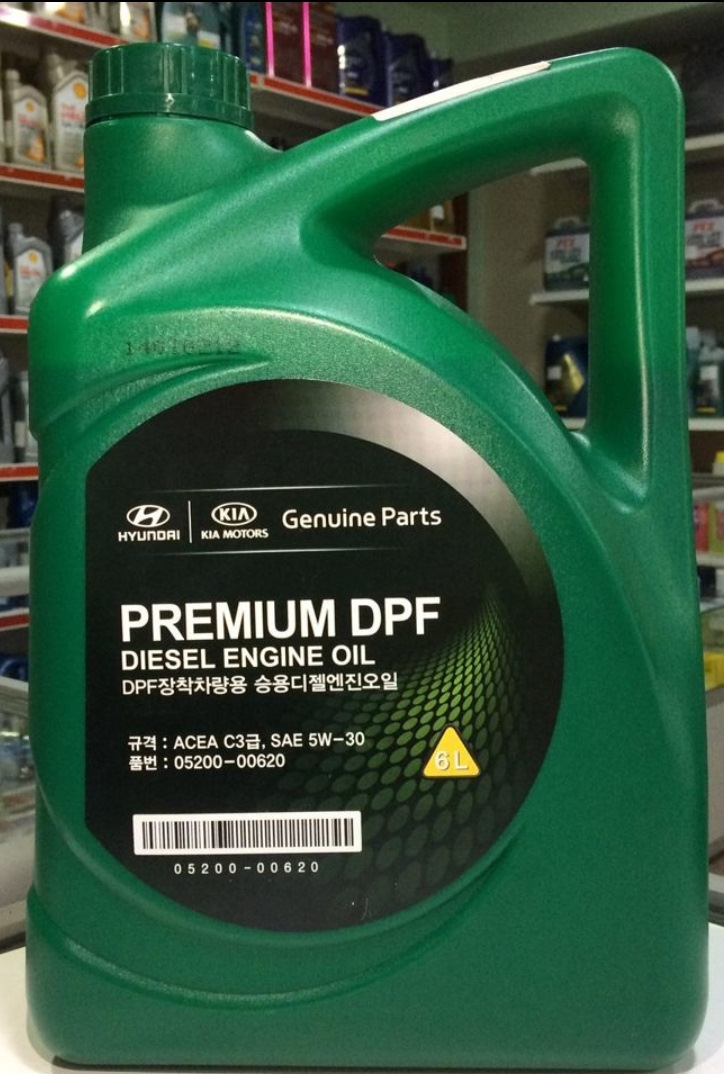 HYUNDAI
KIA
KIA MOTORS
Genuine Parts
PREMIUM DPF
DIESEL ENGINE OIL
DPF장착차량용 승용디젤엔진오일
규격 : ACEA C3급, SAE 5W-30
품번 : 05200-00620
6L
05200-00620